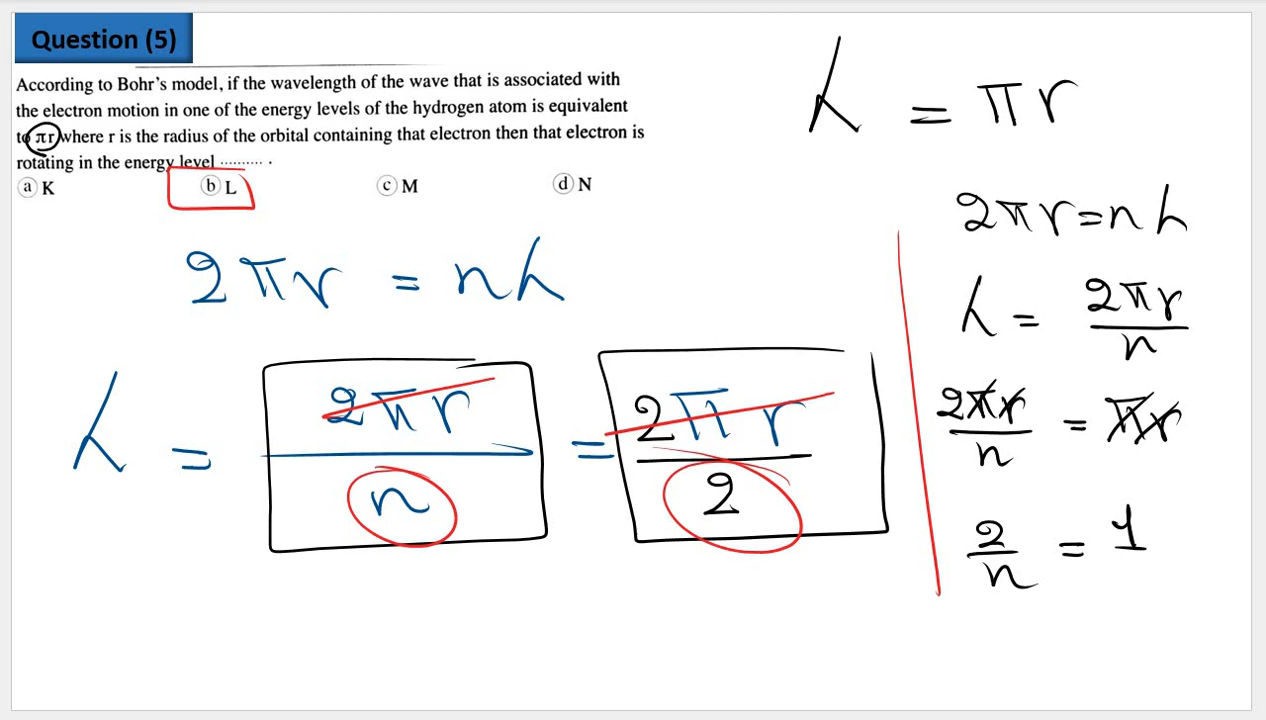 Question (5)
According to Bohr's model, if the wavelength of the wave that is associated with
the electron motion in one of the energy levels of the hydrogen atom is equivalent
to πr where r is the radius of the orbital containing that electron then that electron is
rotating in the energy level .......... .
a K b L c M d N
λ = πr
2πr = nλ
2πr = nλ
λ = 2πr / n = 2πr / 2
λ = 2πr / n
2πr / n = πr
2 / n = 1